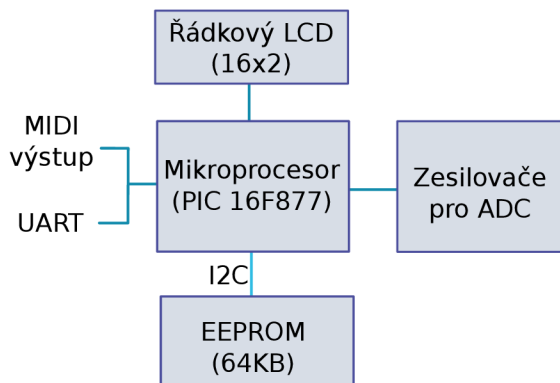 Řádkový LCD
(16x2)
MIDI
výstup
UART
Mikroprocesor
(PIC 16F877)
Zesilovače
pro ADC
I2C
EEPROM
(64KB)